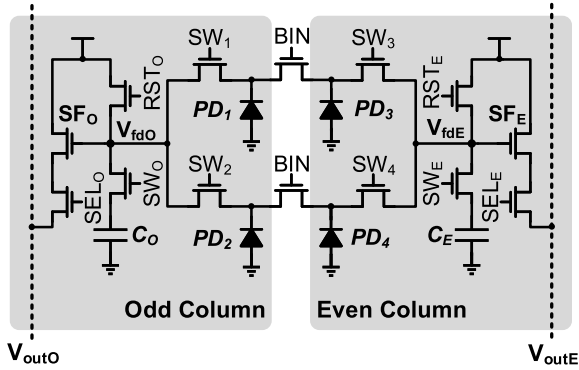 SW1 BIN SW3
RSTO RSTE
SFO PD1 PD3 SFE
VfdO VfdE
SW2 BIN SW4
SELO SWO SWE SELE
CO PD2 PD4 CE
Odd Column Even Column
VoutO VoutE